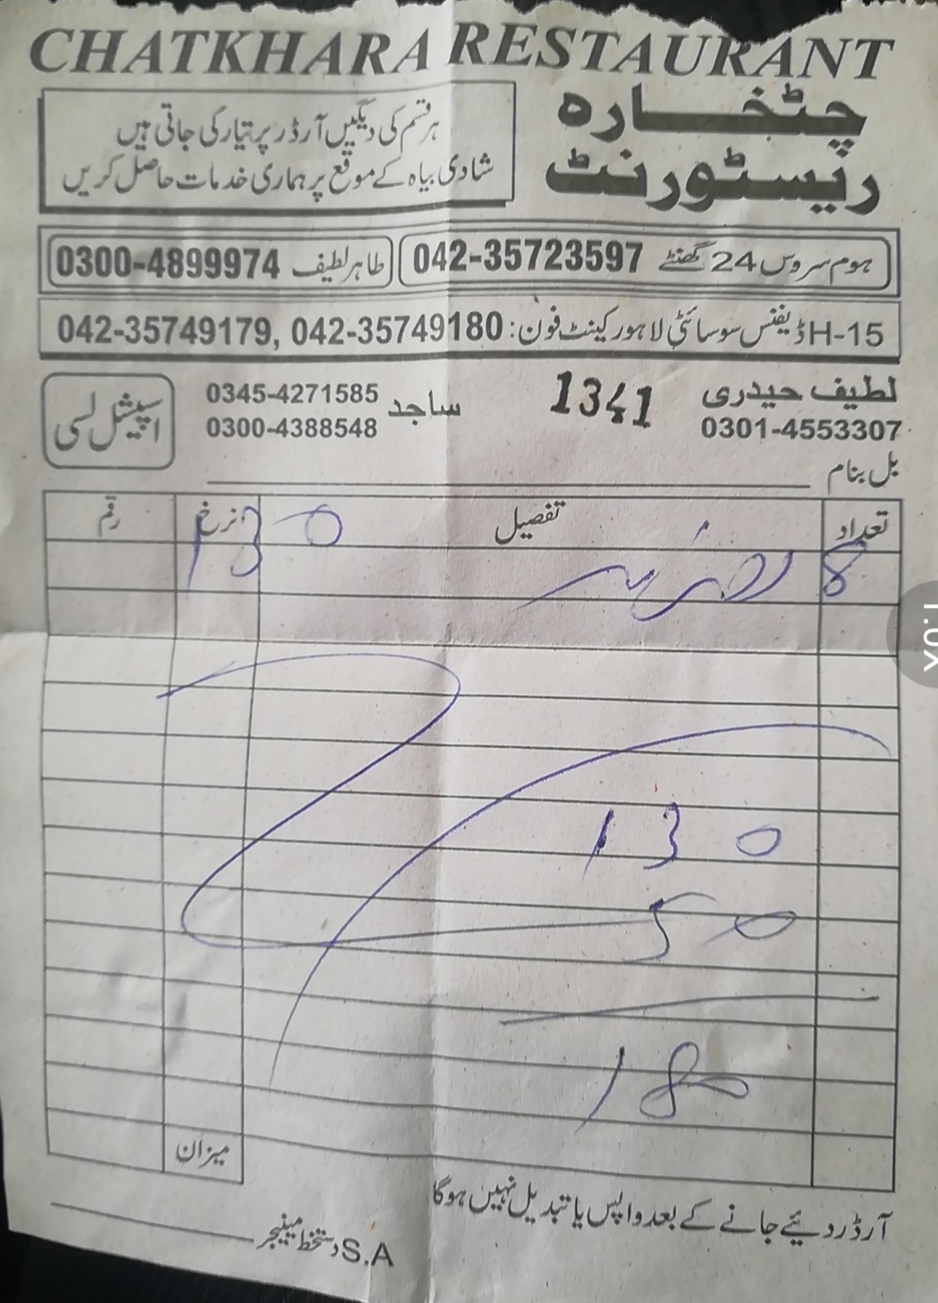 CHATKHARA RESTAURANT
چٹخارہ
ریسٹورنٹ
ہر قسم کی دیگیں آرڈر پر تیار کی جاتی ہیں
شادی بیاہ کے موقع پر ہماری خدمات حاصل کریں
ہوم سروس 24 گھنٹے 042-35723597
طاہر لطیف 0300-4899974
15-H ڈیفنس سوسائٹی لاہور کینٹ فون: 042-35749180 ,042-35749179
لطیف حیدری 1341 ساجد 0345-4271585
0301-4553307 0300-4388548
اسپیشل لسی
بل بنام
تعداد تفصیل نرخ رقم
8 130
130
50
180
میزان
آرڈر دئیے جانے کے بعد واپس یا تبدیل نہیں ہوگا
S.A دستخط مینیجر